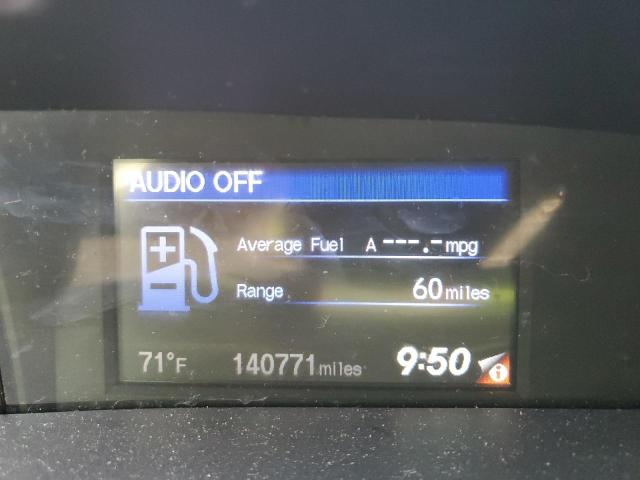 AUDIO OFF
Average Fuel A ---.- mpg
Range 60 miles
71°F 140771 miles 9:50 i